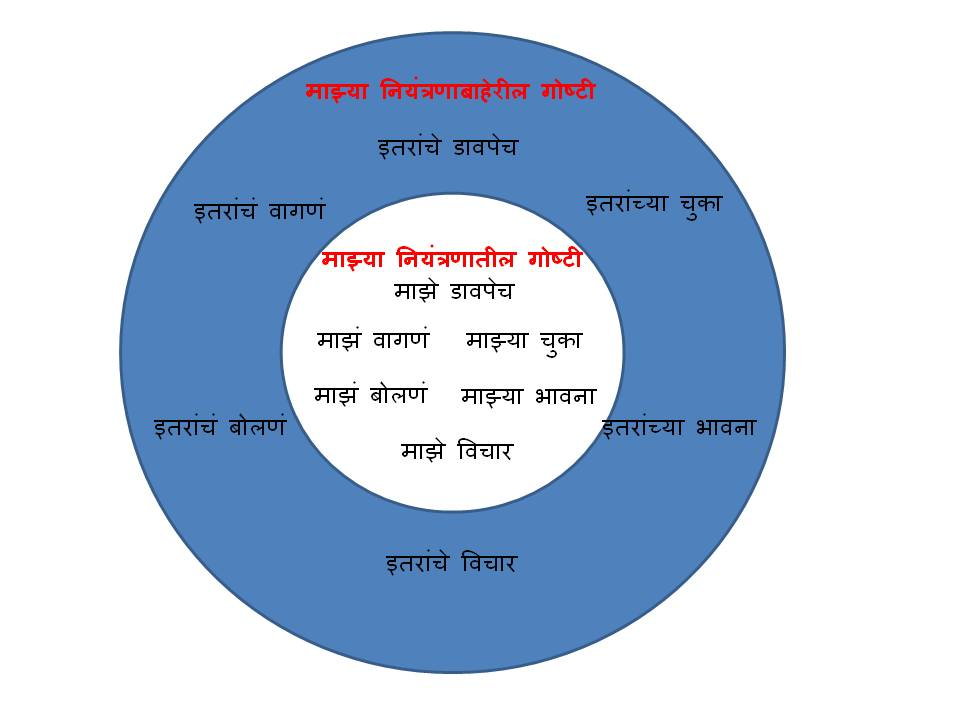 माझ्या नियंत्रणाबाहेरील गोष्टी
इतरांचे डावपेच
इतरांचं वागणं
इतरांच्या चुका
माझ्या नियंत्रणातील गोष्टी
माझे डावपेच
माझं वागणं माझ्या चुका
माझं बोलणं माझ्या भावना
इतरांचं बोलणं
इतरांच्या भावना
माझे विचार
इतरांचे विचार